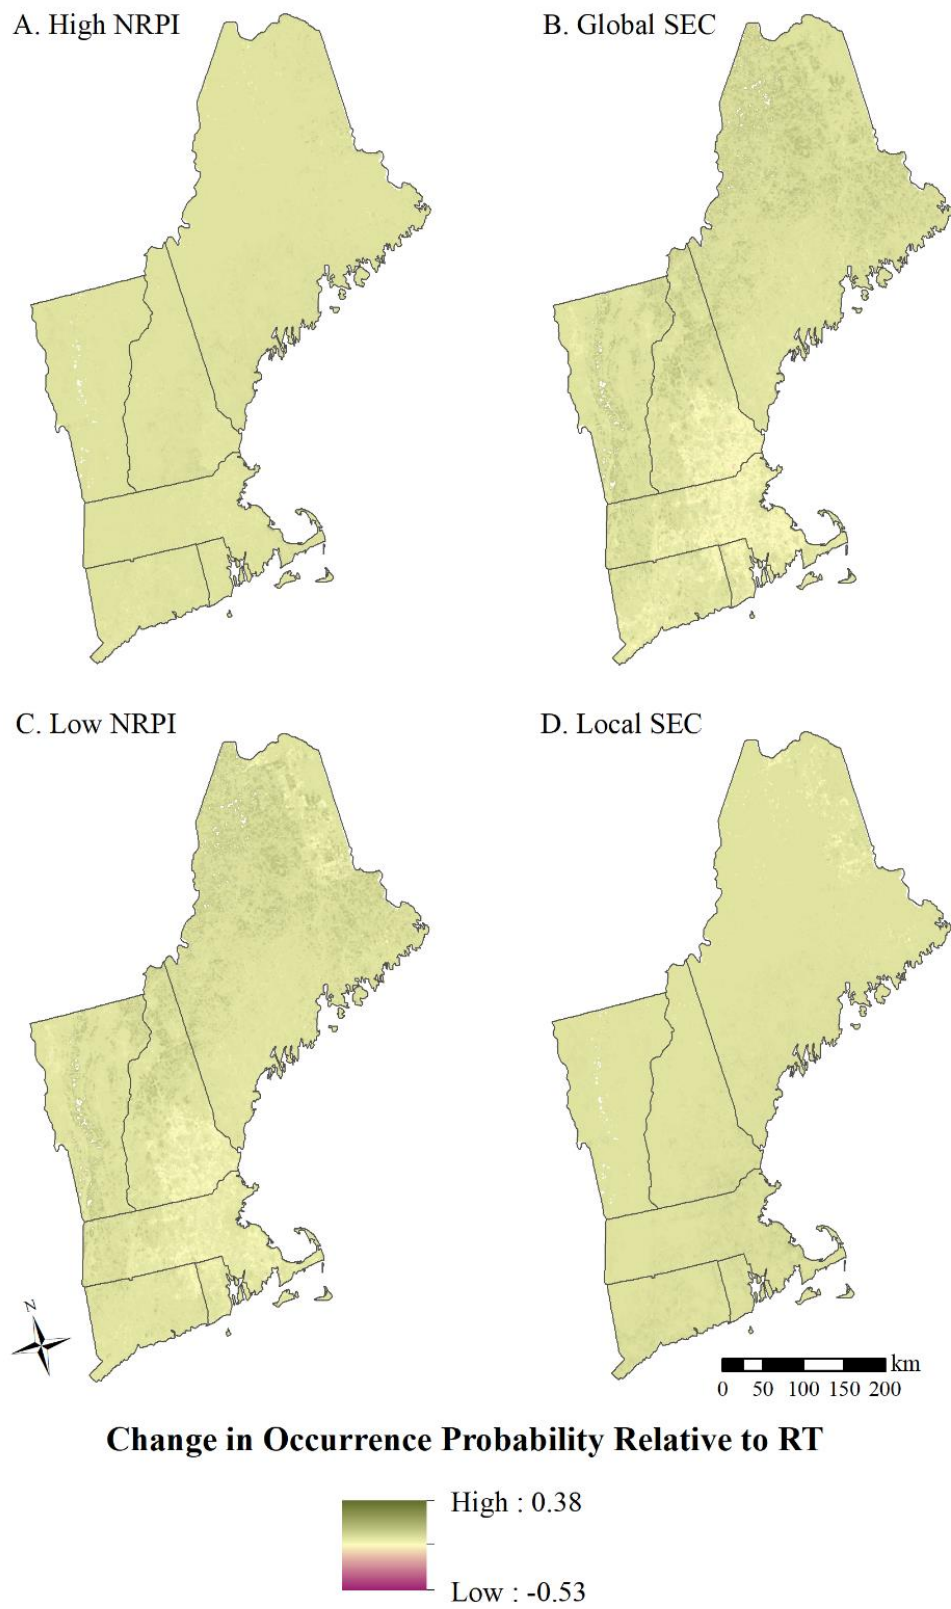 A. High NRPI
B. Global SEC
C. Low NRPI
D. Local SEC
N
km
0 50 100 150 200
Change in Occurrence Probability Relative to RT
High : 0.38
Low : -0.53